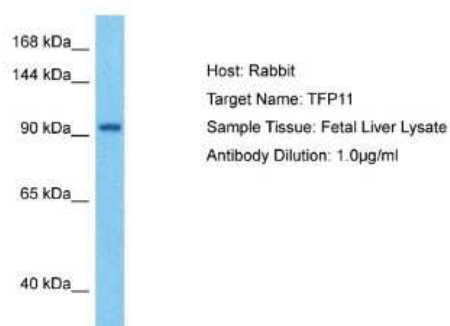 168 kDa
144 kDa
Host: Rabbit
Target Name: TFP11
90 kDa
Sample Tissue: Fetal Liver Lysate
Antibody Dilution: 1.0µg/ml
65 kDa
40 kDa